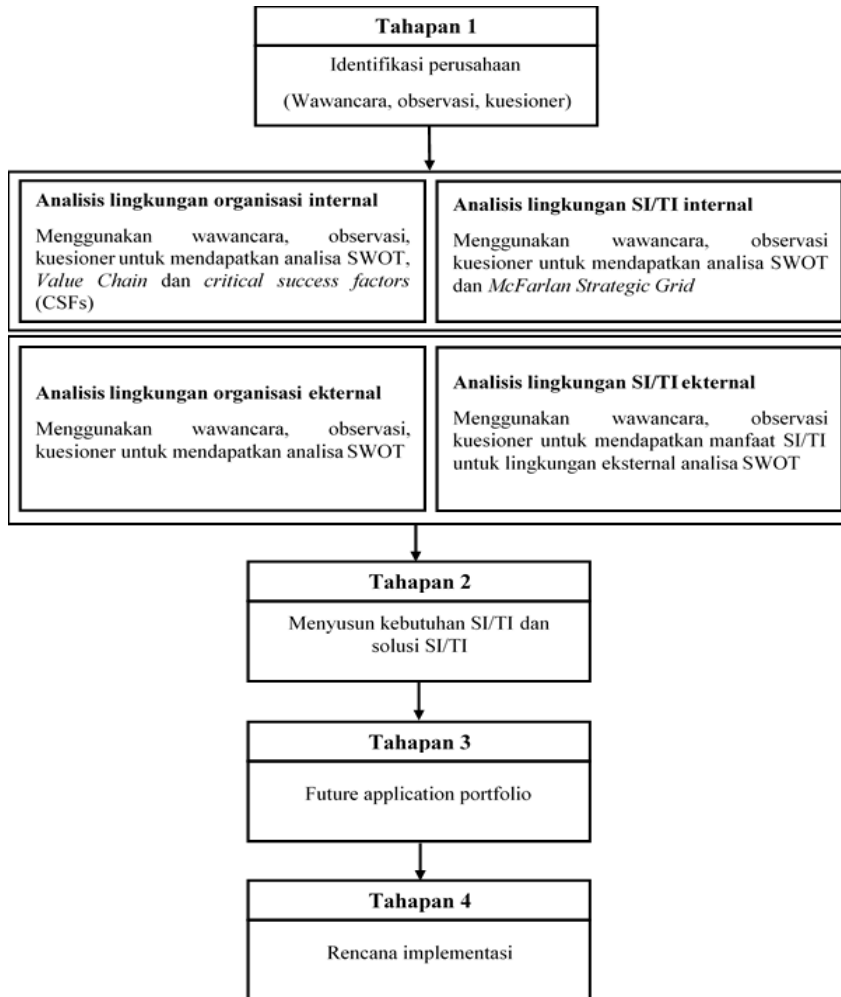 Tahapan 1
Identifikasi perusahaan
(Wawancara, observasi, kuesioner)
Analisis lingkungan organisasi internal
Menggunakan wawancara, observasi,
kuesioner untuk mendapatkan analisa SWOT,
Value Chain dan critical success factors
(CSFs)
Analisis lingkungan SI/TI internal
Menggunakan wawancara, observasi
kuesioner untuk mendapatkan analisa SWOT
dan McFarlan Strategic Grid
Analisis lingkungan organisasi ekternal
Menggunakan wawancara, observasi,
kuesioner untuk mendapatkan analisa SWOT
Analisis lingkungan SI/TI ekternal
Menggunakan wawancara, observasi
kuesioner untuk mendapatkan manfaat SI/TI
untuk lingkungan eksternal analisa SWOT
Tahapan 2
Menyusun kebutuhan SI/TI dan
solusi SI/TI
Tahapan 3
Future application portfolio
Tahapan 4
Rencana implementasi